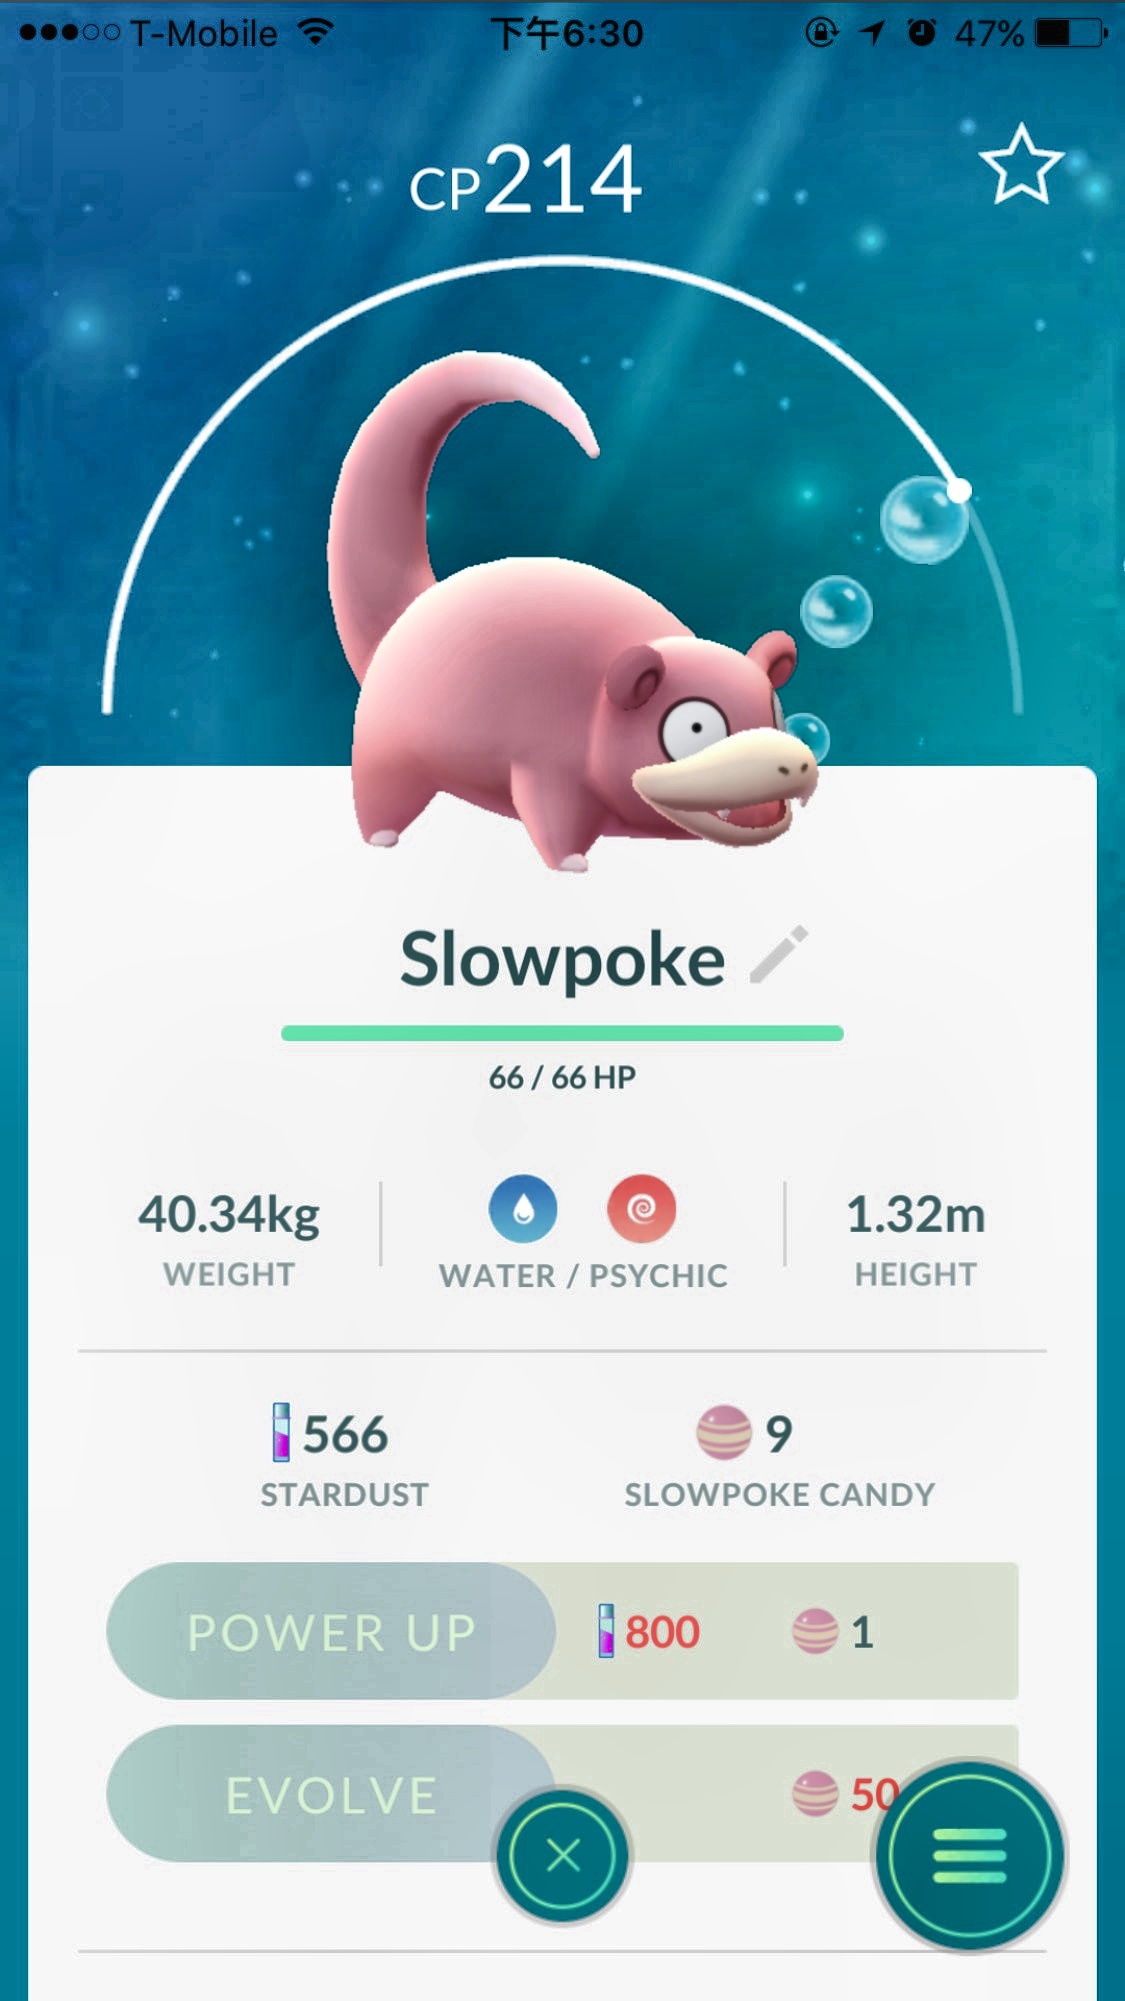 T-Mobile 下午6:30 47%
CP214
Slowpoke
66 / 66 HP
40.34kg
WEIGHT
WATER / PSYCHIC
1.32m
HEIGHT
566
STARDUST
9
SLOWPOKE CANDY
POWER UP 800 1
EVOLVE 50